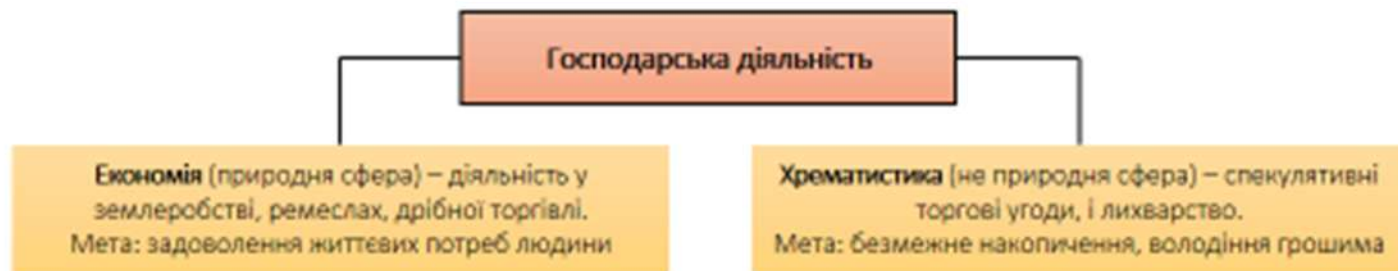 Господарська діяльність
Економія (природня сфера) – діяльність у
землеробстві, ремеслах, дрібної торгівлі.
Мета: задоволення життєвих потреб людини
Хрематистика (не природня сфера) – спекулятивні
торгові угоди, і лихварство.
Мета: безмежне накопичення, володіння грошима